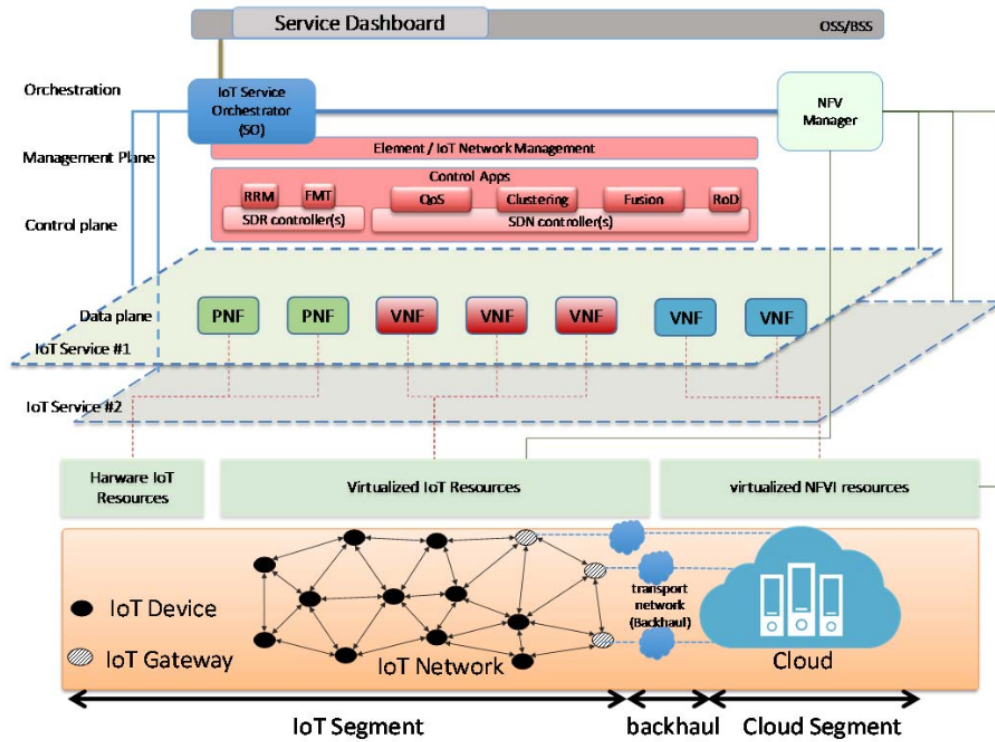 Service Dashboard
OSS/BSS
Orchestration
IoT Service
Orchestrator
(SO)
NFV
Manager
Management Plane
Element / IoT Network Management
Control Apps
RRM
FMT
QoS
Clustering
Fusion
RoD
Control plane
SDR controller(s)
SDN controller(s)
Data plane
PNF
PNF
VNF
VNF
VNF
VNF
VNF
IoT Service #1
IoT Service #2
Harware IoT
Resources
Virtualized IoT Resources
virtualized NFVI resources
IoT Device
IoT Gateway
IoT Network
transport
network
(Backhaul)
Cloud
IoT Segment
backhaul
Cloud Segment